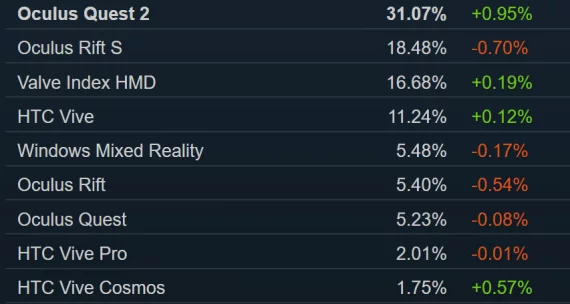 Oculus Quest 2 31.07% +0.95%
Oculus Rift S 18.48% -0.70%
Valve Index HMD 16.68% +0.19%
HTC Vive 11.24% +0.12%
Windows Mixed Reality 5.48% -0.17%
Oculus Rift 5.40% -0.54%
Oculus Quest 5.23% -0.08%
HTC Vive Pro 2.01% -0.01%
HTC Vive Cosmos 1.75% +0.57%